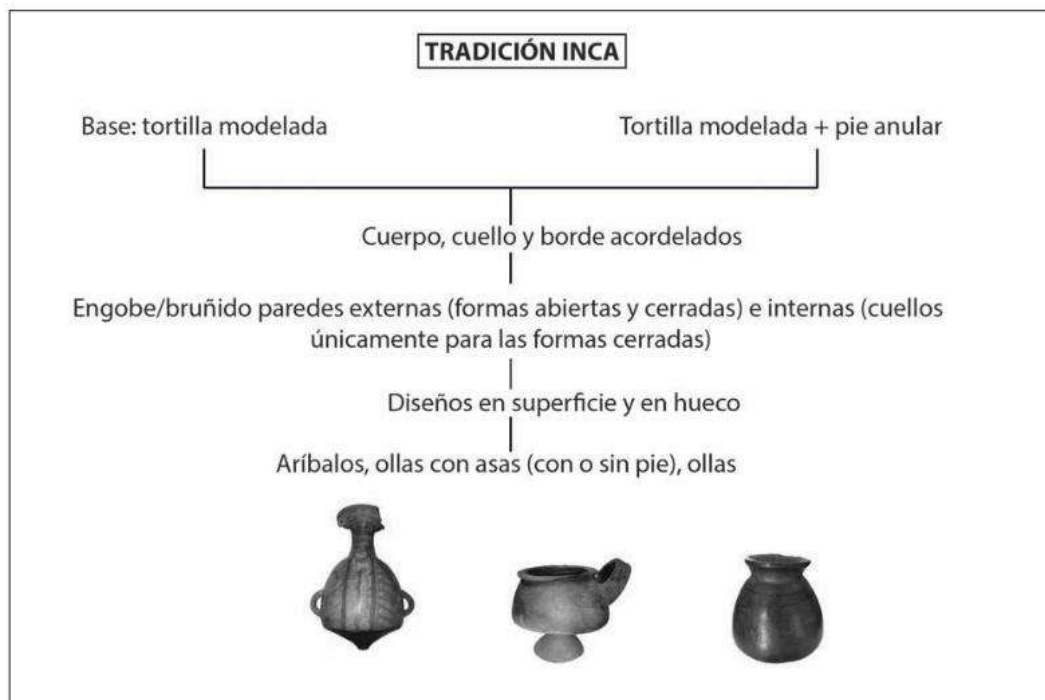 TRADICIÓN INCA
Base: tortilla modelada
Tortilla modelada + pie anular
Cuerpo, cuello y borde acordelados
Engobe/bruñido paredes externas (formas abiertas y cerradas) e internas (cuellos
únicamente para las formas cerradas)
Diseños en superficie y en hueco
Aríbalos, ollas con asas (con o sin pie), ollas